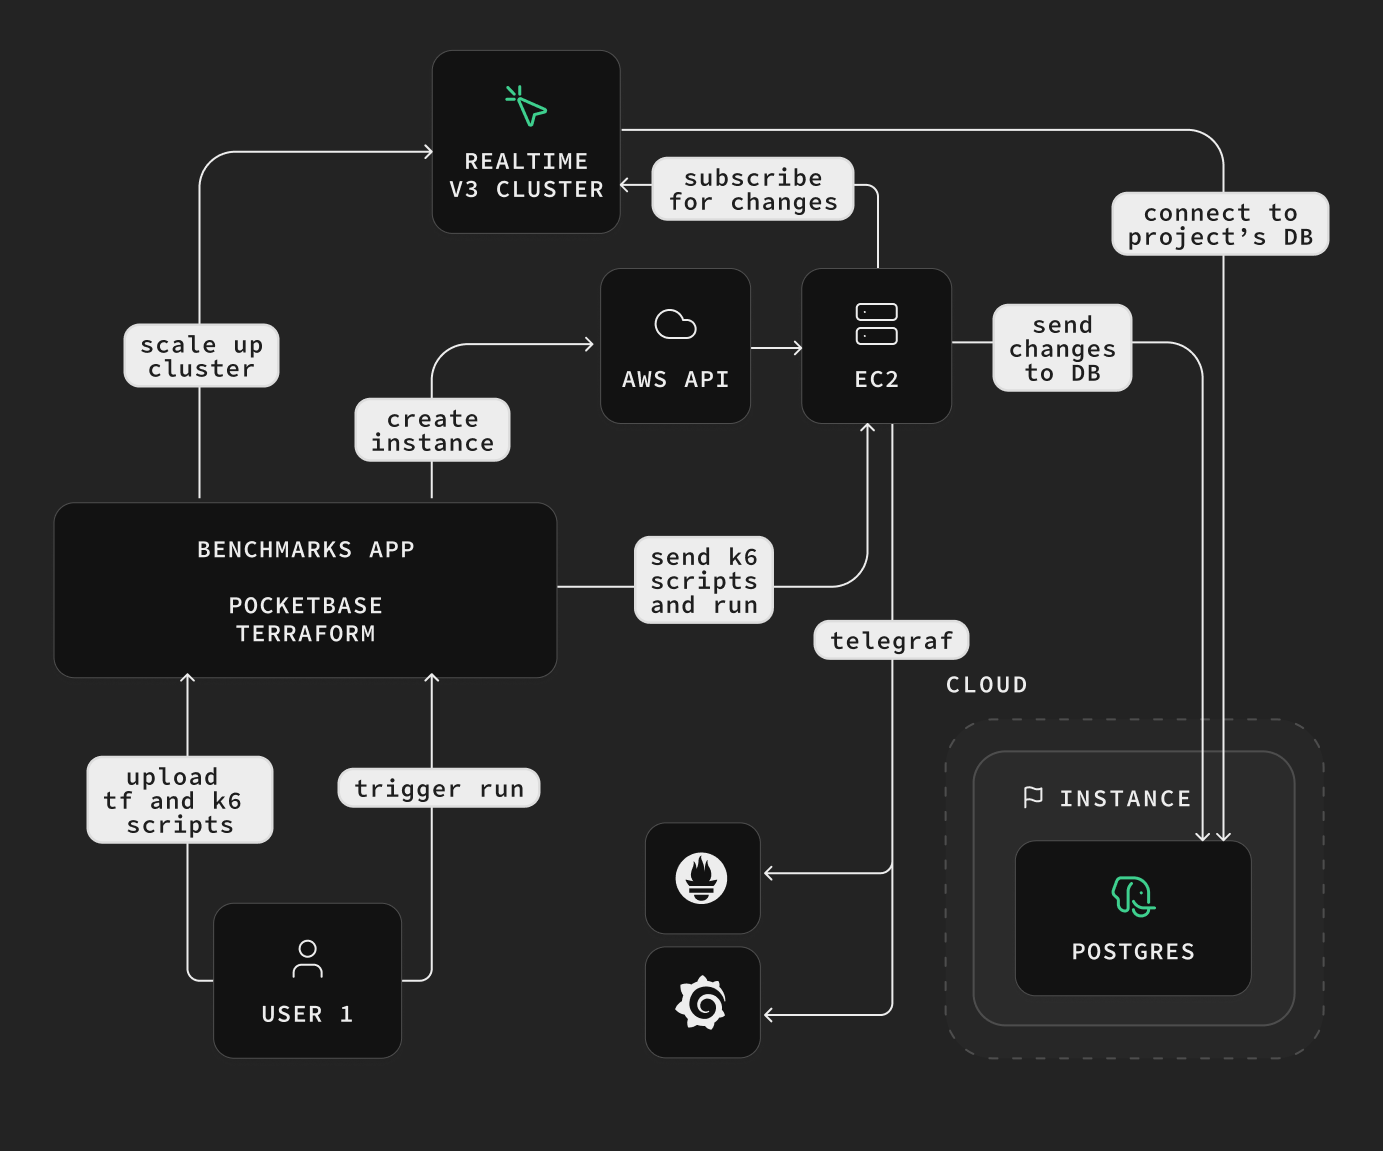 REALTIME
V3 CLUSTER
subscribe
for changes
connect to
project’s DB
scale up
cluster
AWS API
EC2
send
changes
to DB
create
instance
BENCHMARKS APP
POCKETBASE
TERRAFORM
send k6
scripts
and run
telegraf
CLOUD
upload
tf and k6
scripts
trigger run
INSTANCE
POSTGRES
USER 1